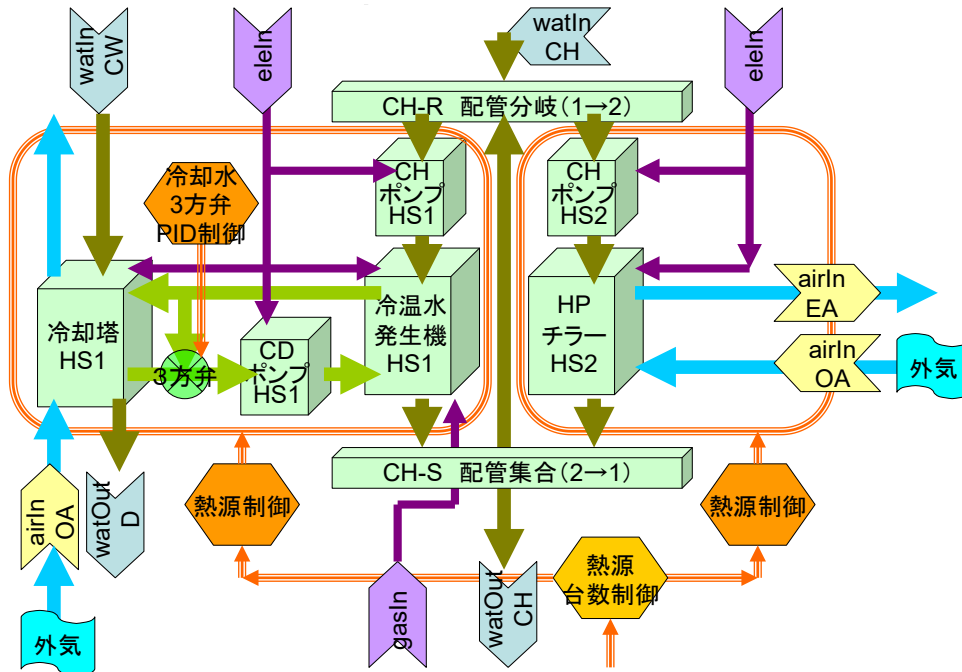 watIn
CW
eleIn
watIn
CH
eleIn
CH-R 配管分岐(1→2)
冷却水
3方弁
PID制御
CH
ポンプ
HS1
CH
ポンプ
HS2
冷却塔
HS1
3方弁
CD
ポンプ
HS1
冷温水
発生機
HS1
HP
チラー
HS2
airIn
EA
airIn
OA
外気
CH-S 配管集合(2→1)
airIn
OA
watOut
D
熱源制御
熱源制御
gasIn
watOut
CH
熱源
台数制御
外気